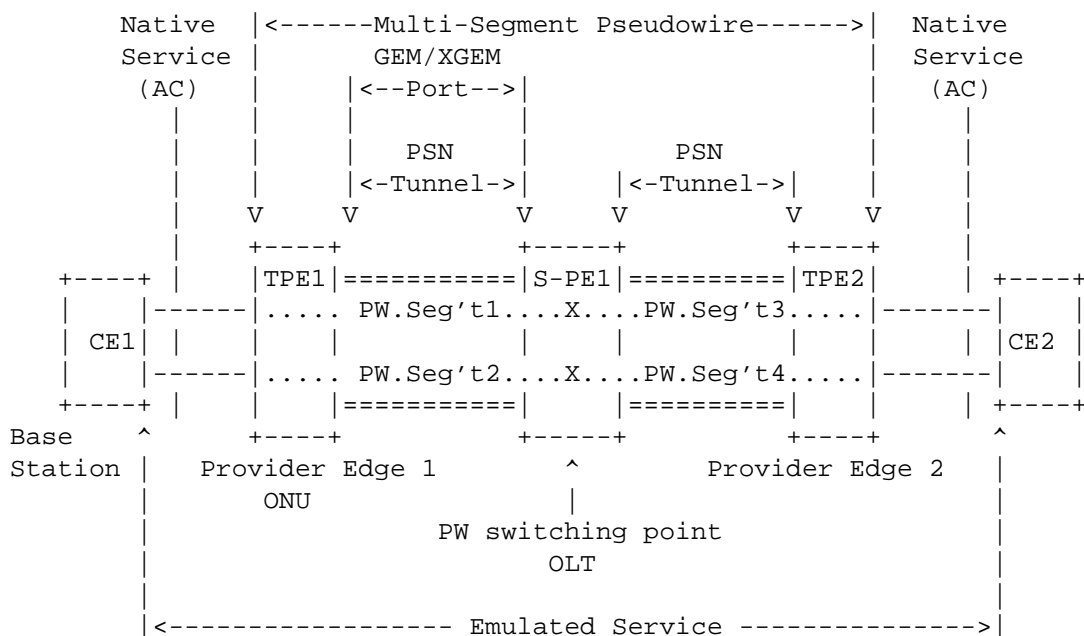 Native |<------Multi-Segment Pseudowire------>| Native
Service | GEM/XGEM | Service
(AC) | |<--Port-->| | (AC)
| | | | | |
| | | PSN | PSN | |
| | |<-Tunnel->| |<-Tunnel->| | |
| V V V V V V |
| +----+ +-----+ +----+ |
+----+ | |TPE1|===========|S-PE1|==========|TPE2| | +----+
| |------|..... PW.Seg't1....X....PW.Seg't3.....|-------| |
| CE1| | | | | | | | | |CE2 |
| |------|..... PW.Seg't2....X....PW.Seg't4.....|-------| |
+----+ | | |===========| |==========| | | +----+
Base ^ +----+ +-----+ +----+ ^
Station | Provider Edge 1 ^ Provider Edge 2 |
| ONU | |
| PW switching point |
| OLT |
| |
|<------------------ Emulated Service --------------->|